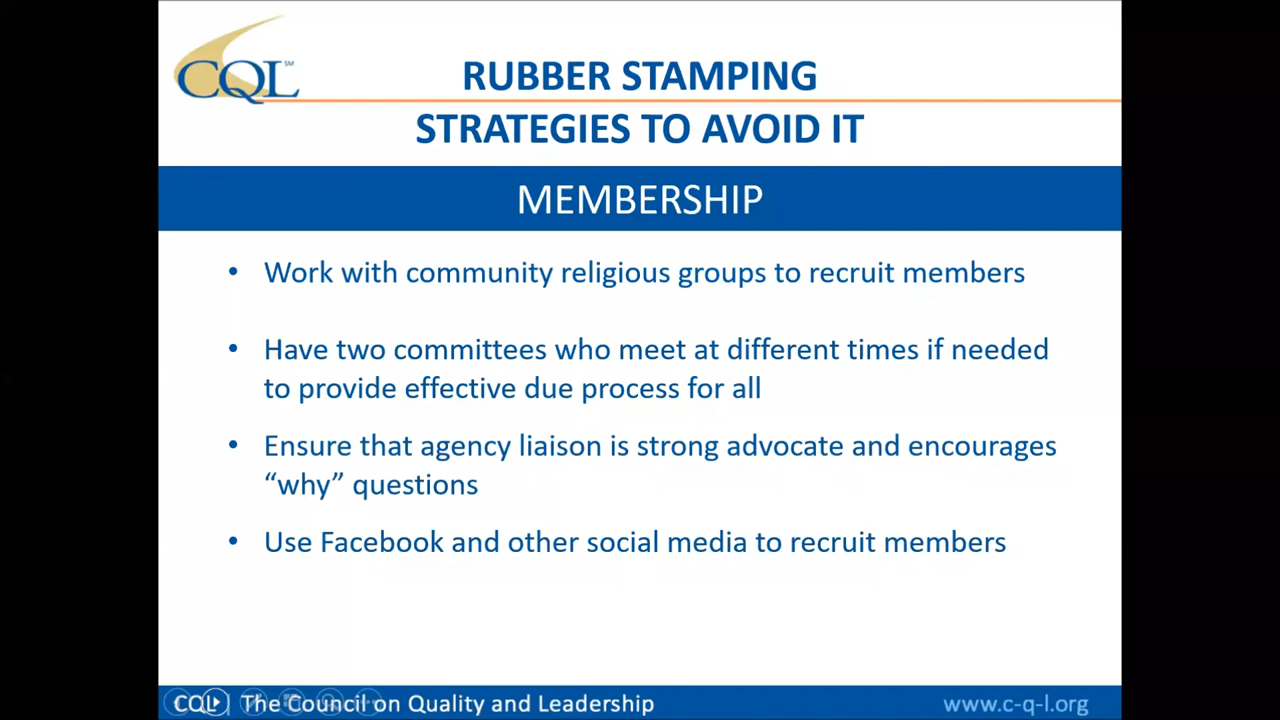 CQL℠
RUBBER STAMPING
STRATEGIES TO AVOID IT
MEMBERSHIP
• Work with community religious groups to recruit members
• Have two committees who meet at different times if needed
to provide effective due process for all
• Ensure that agency liaison is strong advocate and encourages
“why” questions
• Use Facebook and other social media to recruit members
CQL | The Council on Quality and Leadership
www.c-q-l.org